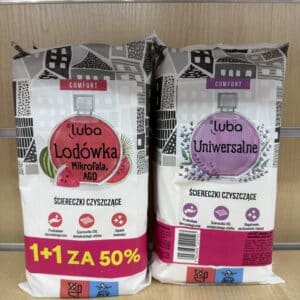 COMFORT
luba
Lodówka
Mikrofala,
AGD
ŚCIERECZKI CZYSZCZĄCE
1+1 ZA 50%
COMFORT
luba
Uniwersalne
ŚCIERECZKI CZYSZCZĄCE